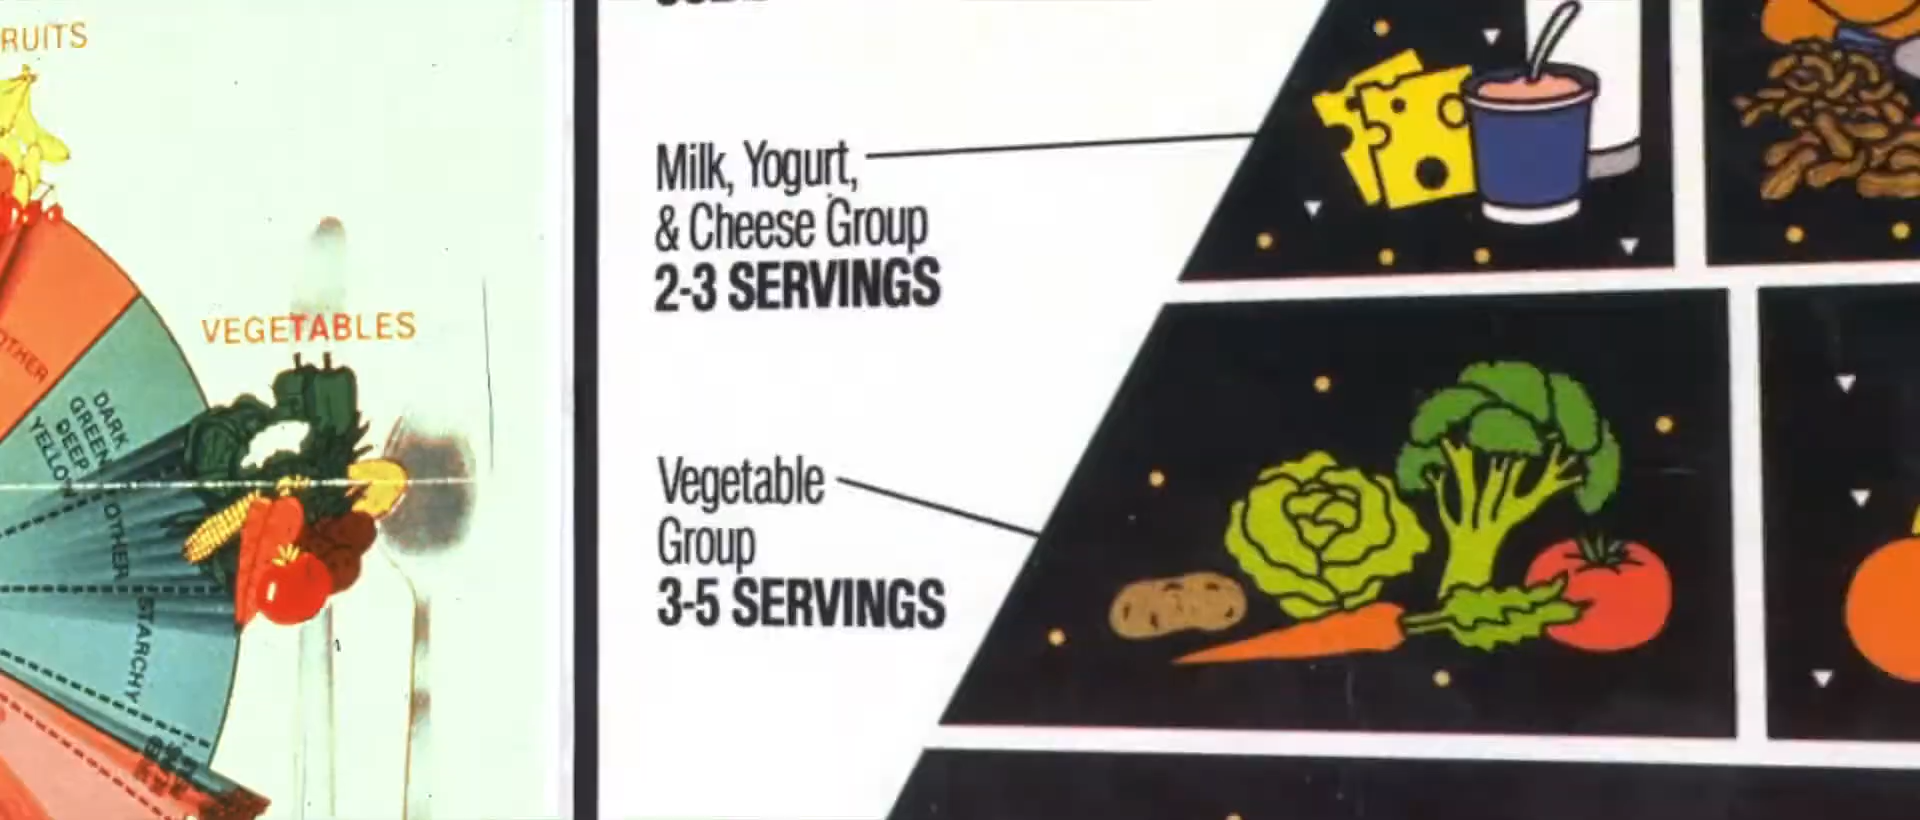 RUITS
VEGETABLES
OTHER
DARK
GREEN
DEEP
YELLOW
OTHER
STARCHY
Milk, Yogurt,
& Cheese Group
2-3 SERVINGS
Vegetable
Group
3-5 SERVINGS